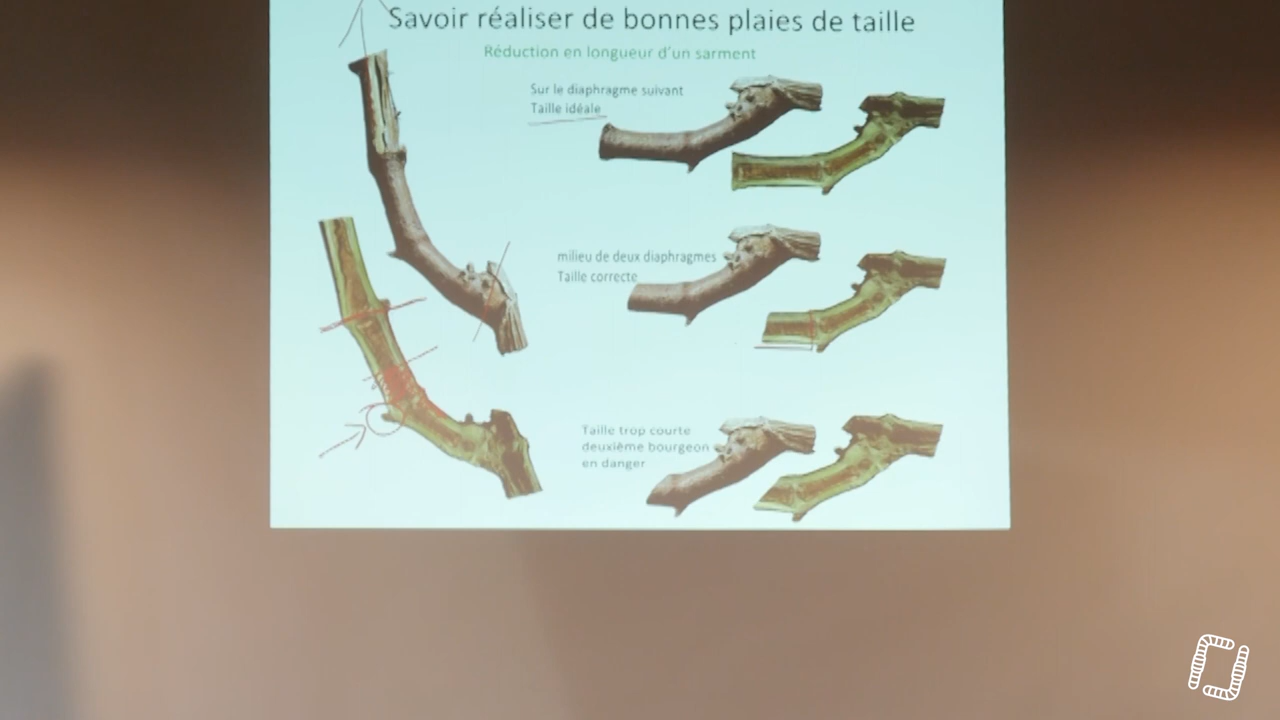 Savoir réaliser de bonnes plaies de taille
Réduction en longueur d'un sarment
Sur le diaphragme suivant
Taille idéale
milieu de deux diaphragmes
Taille correcte
Taille trop courte
deuxième bourgeon
en danger